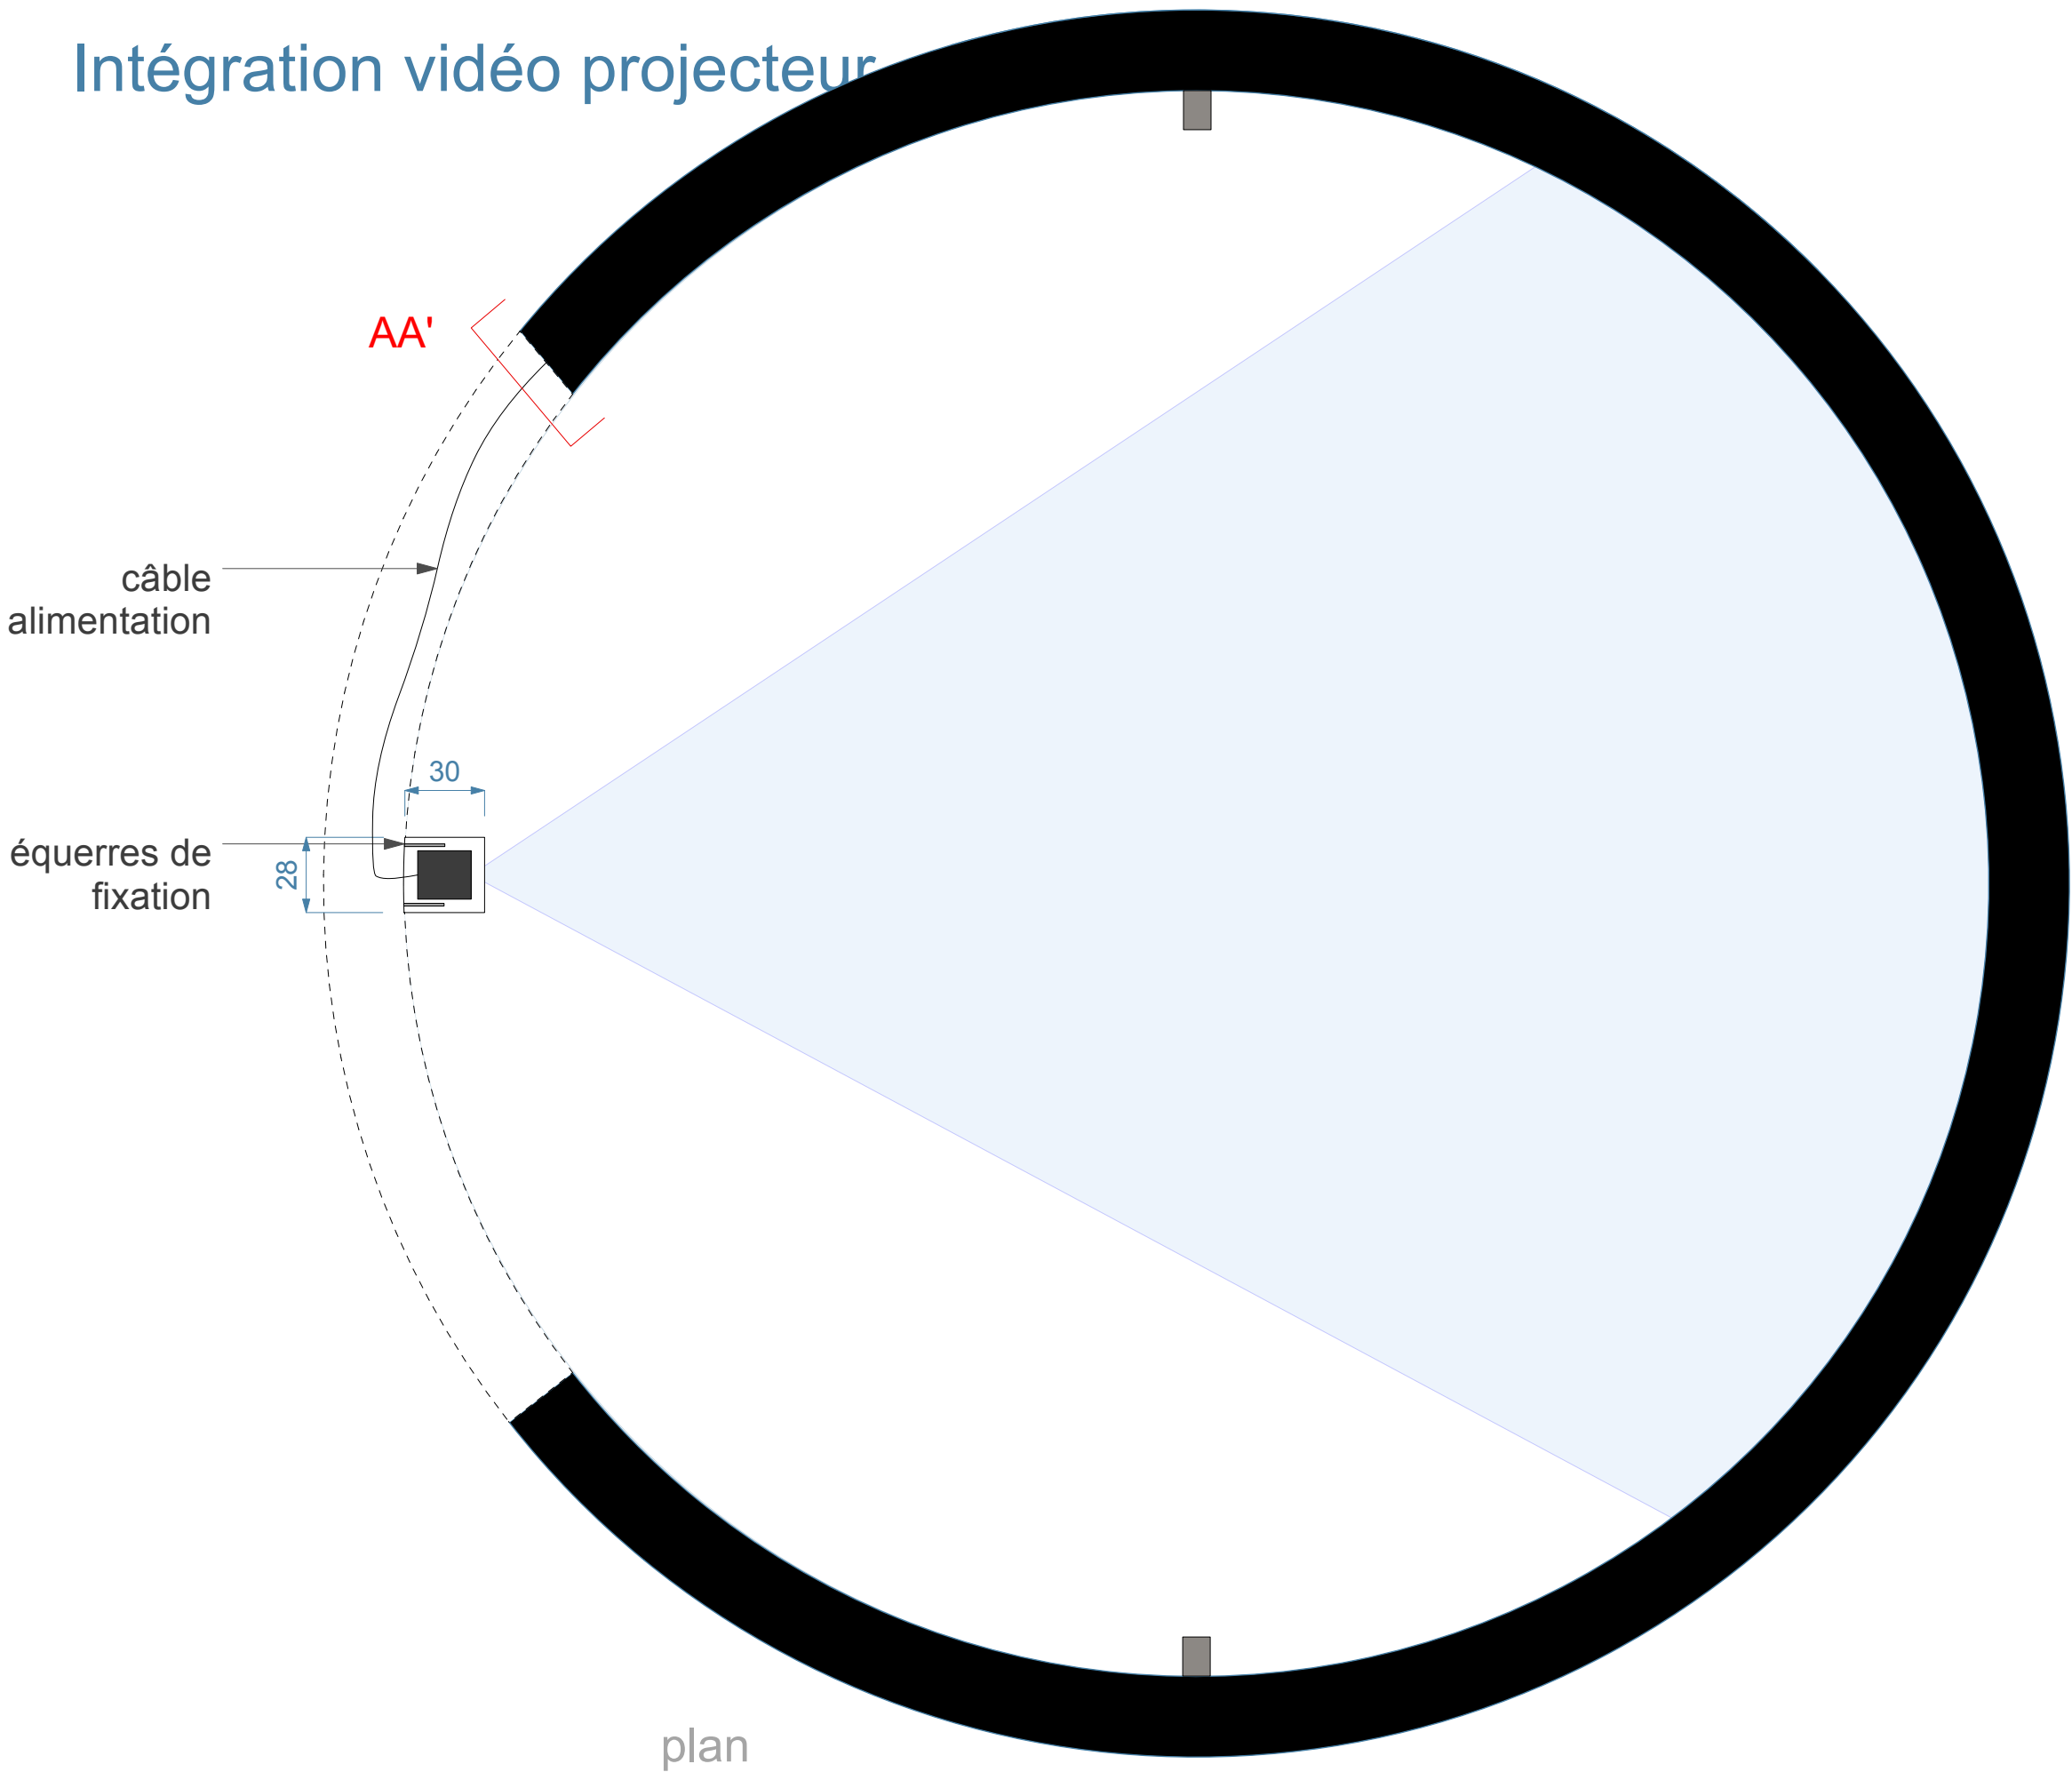 Intégration vidéo projecteur
AA'
câble
alimentation
30
équerres de
fixation
28
plan